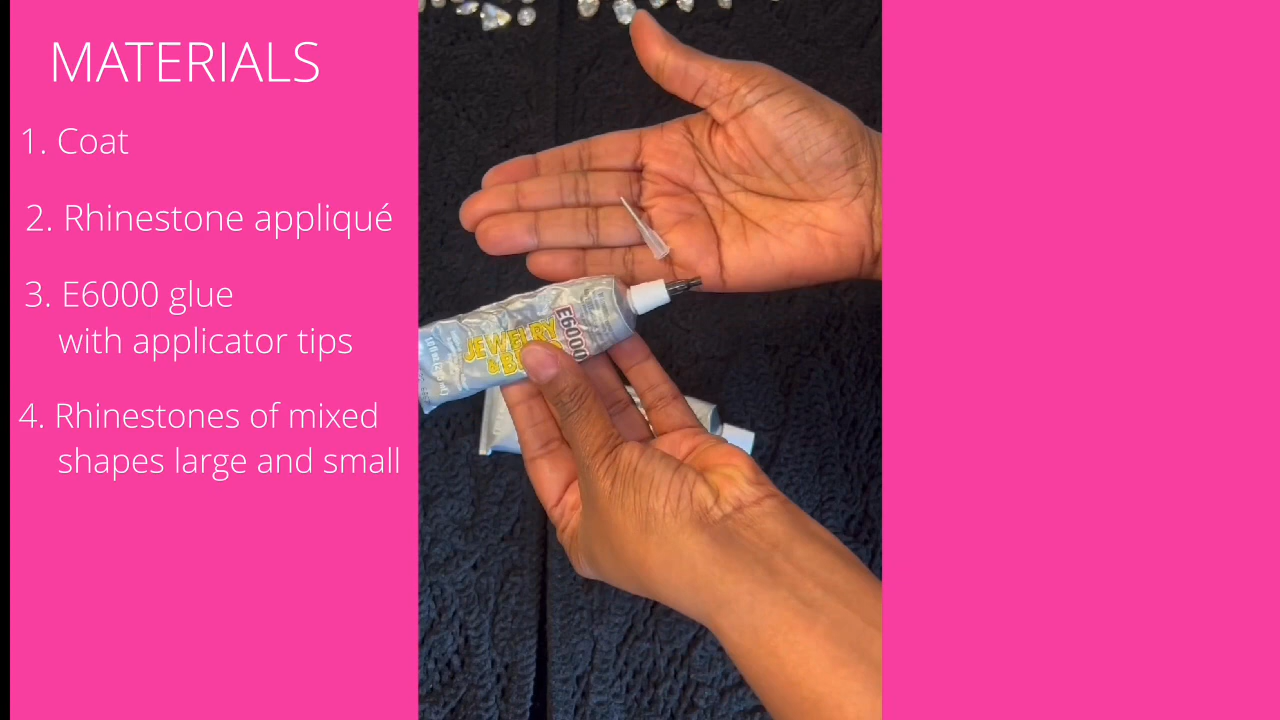 MATERIALS
1. Coat
2. Rhinestone appliqué
3. E6000 glue
with applicator tips
4. Rhinestones of mixed
shapes large and small
E6000
JEWELRY